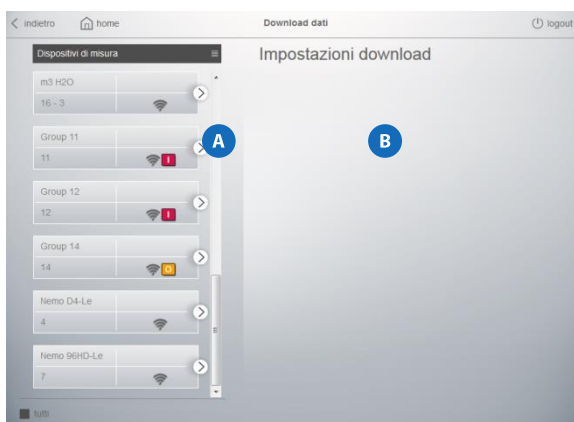 indietro home Download dati logout
Dispositivi di misura
Impostazioni download
m3 H2O
16 - 3
Group 11
11 I
A
B
Group 12
12 I
Group 14
14 O
Nemo D4-Le
4
Nemo 96HD-Le
7
tutti